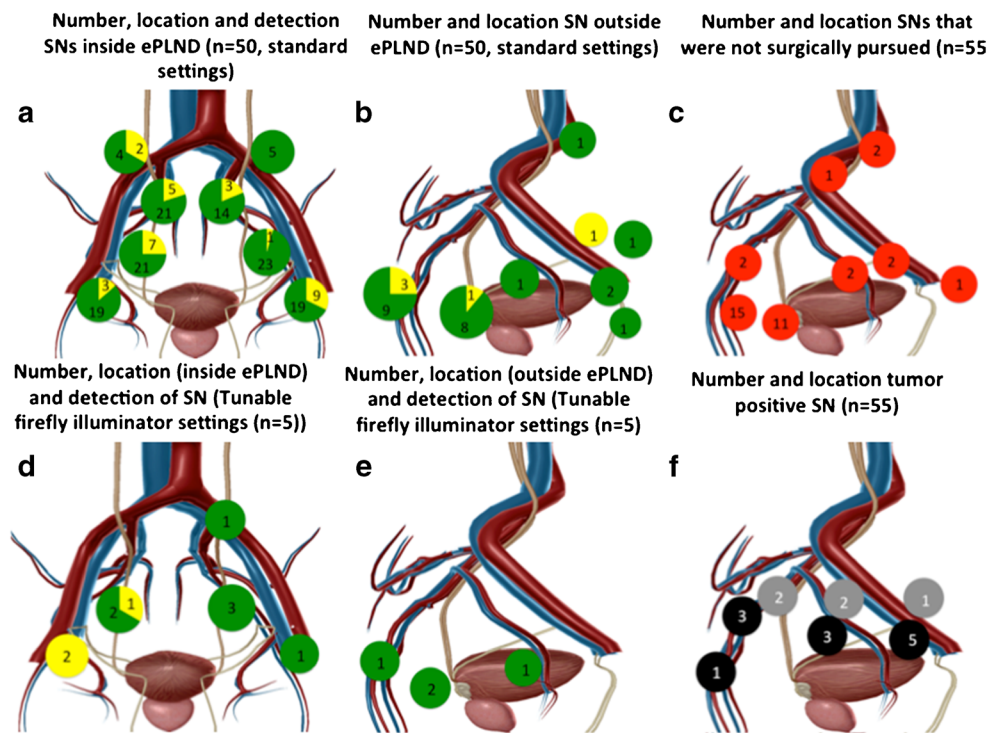 Number, location and detection
SNs inside ePLND (n=50, standard
settings)
Number and location SN outside
ePLND (n=50, standard settings)
Number and location SNs that
were not surgically pursued (n=55
a
4 2
5
5
21
3
14
7
21
1
23
3
19
9
19
b
1
1
1
3
9
1
8
1
2
1
c
2
1
2
2
2
1
15
11
Number, location (inside ePLND)
and detection of SN (Tunable
firefly illuminator settings (n=5))
Number, location (outside ePLND)
and detection of SN (Tunable
firefly illuminator settings (n=5)
Number and location tumor
positive SN (n=55)
d
1
1
2
3
2
1
e
1
2
1
f
2
2
1
3
3
5
1